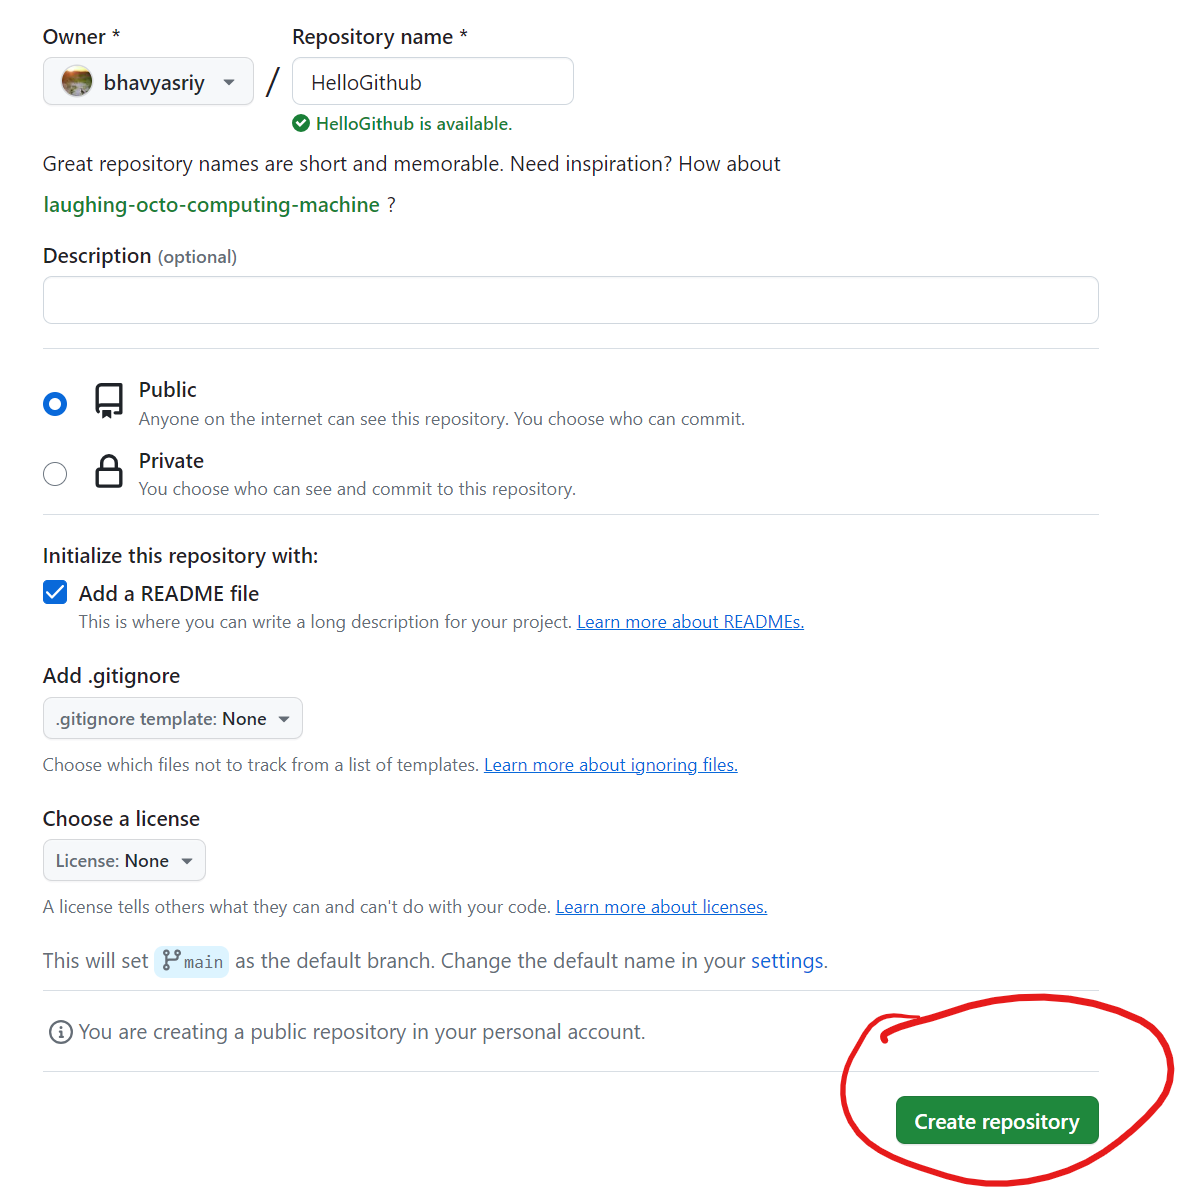 Owner * Repository name *
bhavyasriy / HelloGithub
HelloGithub is available.
Great repository names are short and memorable. Need inspiration? How about
laughing-octo-computing-machine ?
Description (optional)
Public
Anyone on the internet can see this repository. You choose who can commit.
Private
You choose who can see and commit to this repository.
Initialize this repository with:
Add a README file
This is where you can write a long description for your project. Learn more about READMEs.
Add .gitignore
.gitignore template: None
Choose which files not to track from a list of templates. Learn more about ignoring files.
Choose a license
License: None
A license tells others what they can and can't do with your code. Learn more about licenses.
This will set main as the default branch. Change the default name in your settings.
You are creating a public repository in your personal account.
Create repository